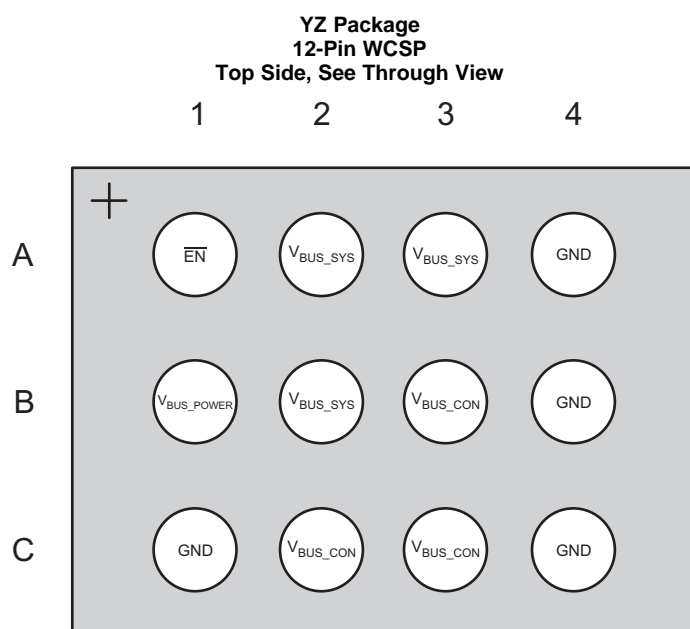 YZ Package
12-Pin WCSP
Top Side, See Through View
1 2 3 4
A EN VBUS_SYS VBUS_SYS GND
B VBUS_POWER VBUS_SYS VBUS_CON GND
C GND VBUS_CON VBUS_CON GND